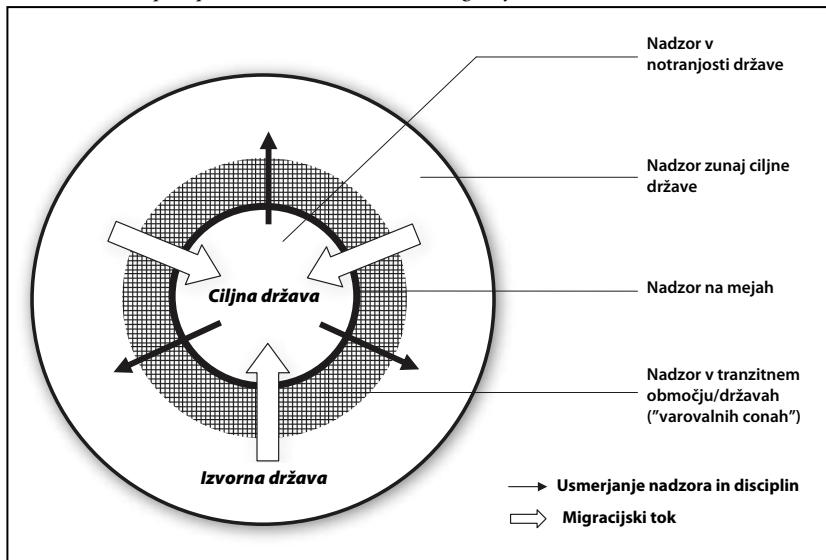 Nadzor v
notranjosti države
Nadzor zunaj ciljne
države
Ciljna država
Nadzor na mejah
Nadzor v tranzitnem
območju/državah
("varovalnih conah")
Izvorna država
Usmerjanje nadzora in disciplin
Migracijski tok